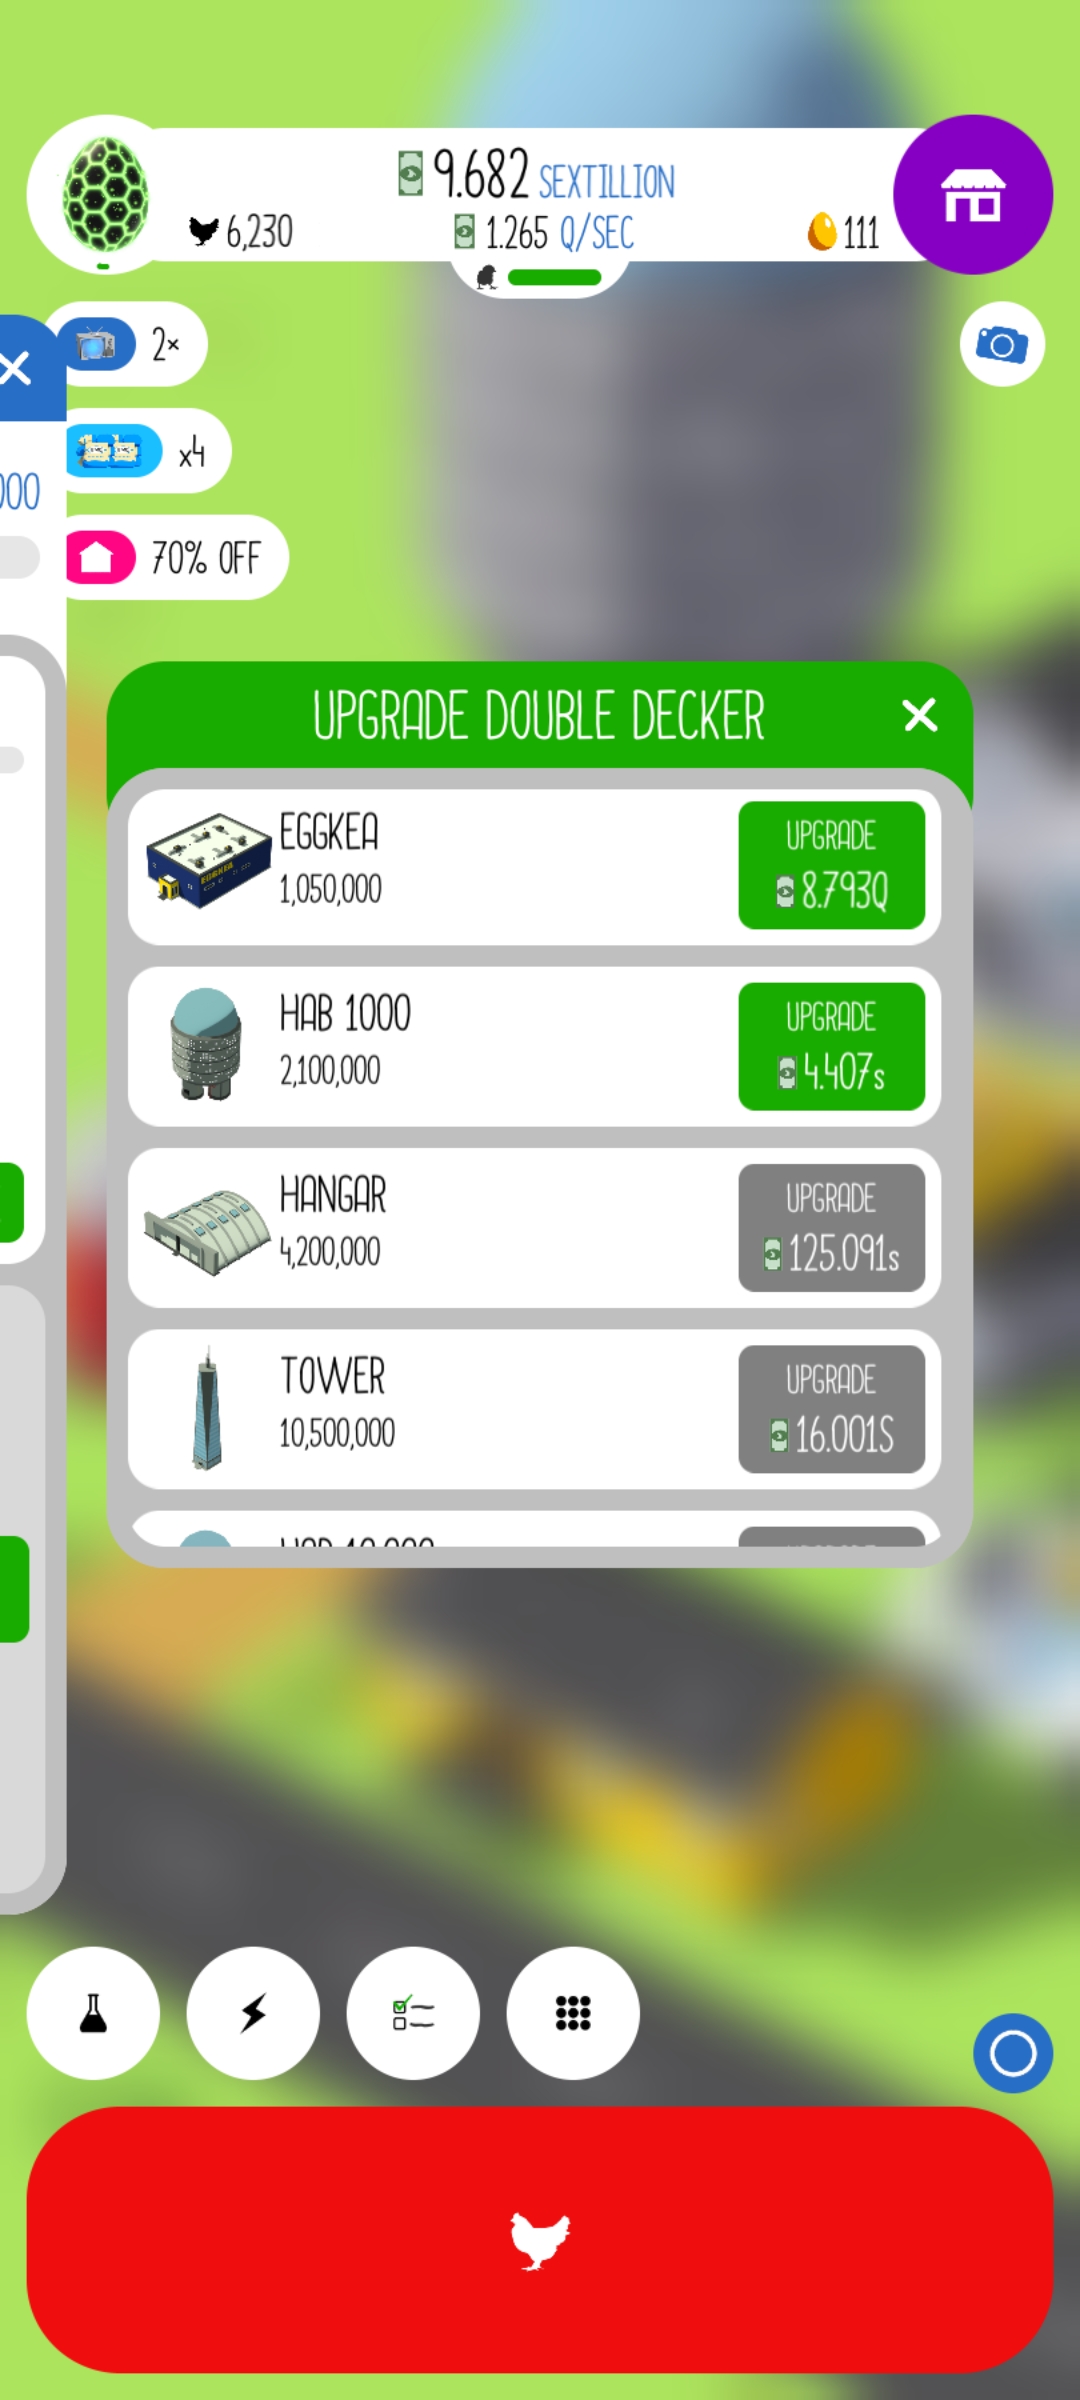 9.682 SEXTILLION
6,230
1.265 Q/SEC
111
2×
x4
000
70% OFF
UPGRADE DOUBLE DECKER
EGGKEA
1,050,000
UPGRADE
8.793Q
HAB 1000
2,100,000
UPGRADE
4.407s
HANGAR
4,200,000
UPGRADE
125.091s
TOWER
10,500,000
UPGRADE
16.001S